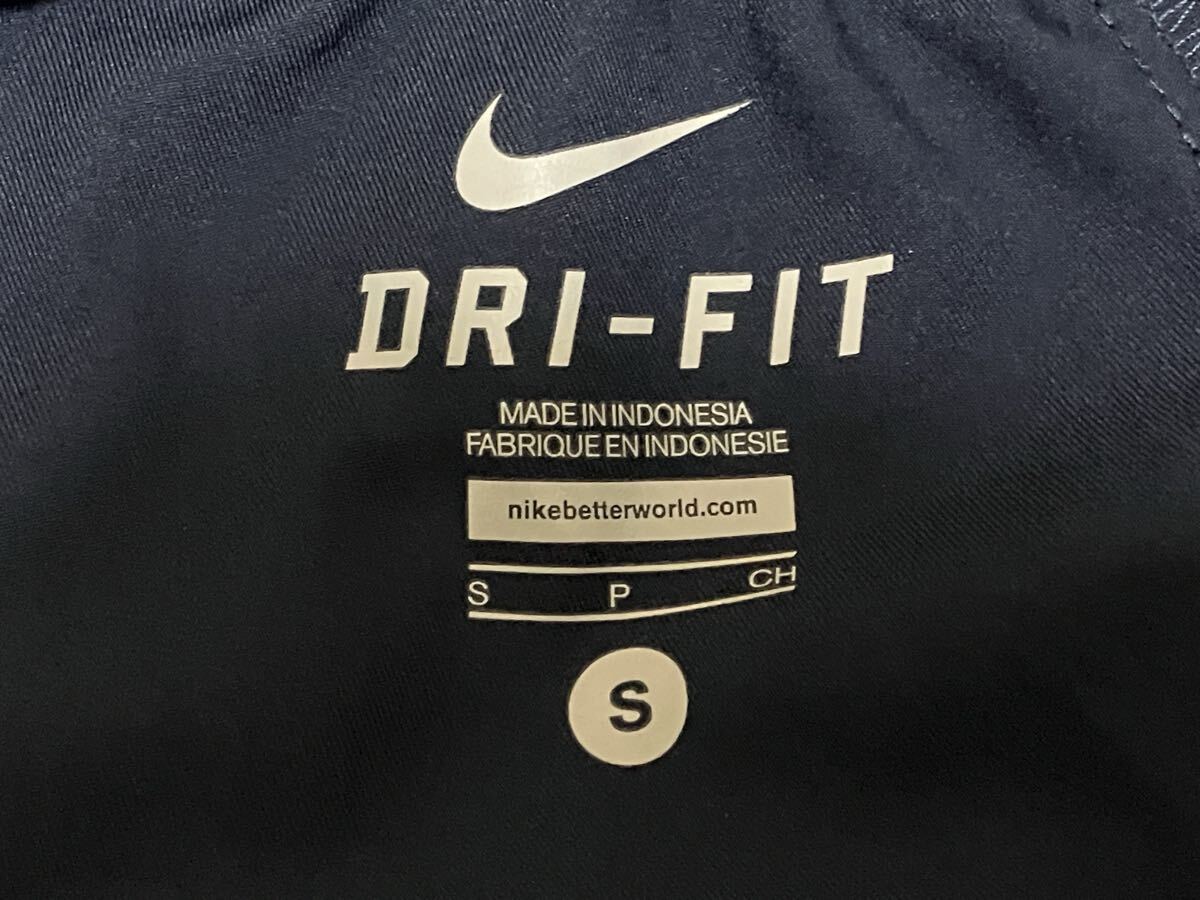 DRI-FIT
MADE IN INDONESIA
FABRIQUE EN INDONESIE
nikebetterworld.com
S P CH
S